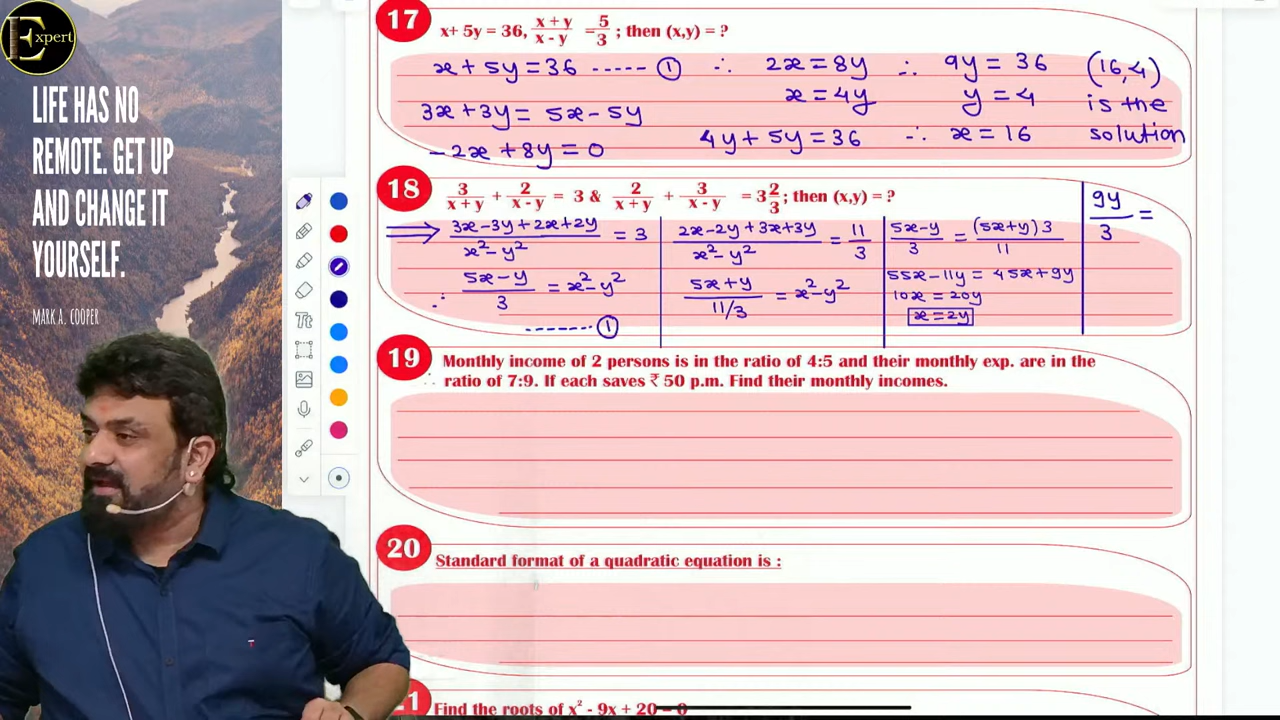 Expert
LIFE HAS NO
REMOTE. GET UP
AND CHANGE IT
YOURSELF.
MARK A. COOPER
17
x+ 5y = 36, (x + y)/(x - y) = 5/3 ; then (x,y) = ?
x + 5y = 36 ----- ①
3x + 3y = 5x - 5y
-2x + 8y = 0
∴ 2x = 8y
x = 4y
4y + 5y = 36
∴ 9y = 36
y = 4
∴ x = 16
(16,4)
is the
solution
18
3/(x+y) + 2/(x-y) = 3 & 2/(x+y) + 3/(x-y) = 3 2/3 ; then (x,y) = ?
⇒ (3x-3y+2x+2y)/(x²-y²) = 3
∴ (5x-y)/3 = x²-y²
------- ①
(2x-2y+3x+3y)/(x²-y²) = 11/3
(5x+y)/(11/3) = x²-y²
(5x-y)/3 = (5x+y)3/11
55x-11y = 45x+9y
10x = 20y
x = 2y
9y/3 =
19
Monthly income of 2 persons is in the ratio of 4:5 and their monthly exp. are in the
ratio of 7:9. If each saves ₹ 50 p.m. Find their monthly incomes.
20
Standard format of a quadratic equation is :
Find the roots of x² - 9x + 20 = 0
Tt